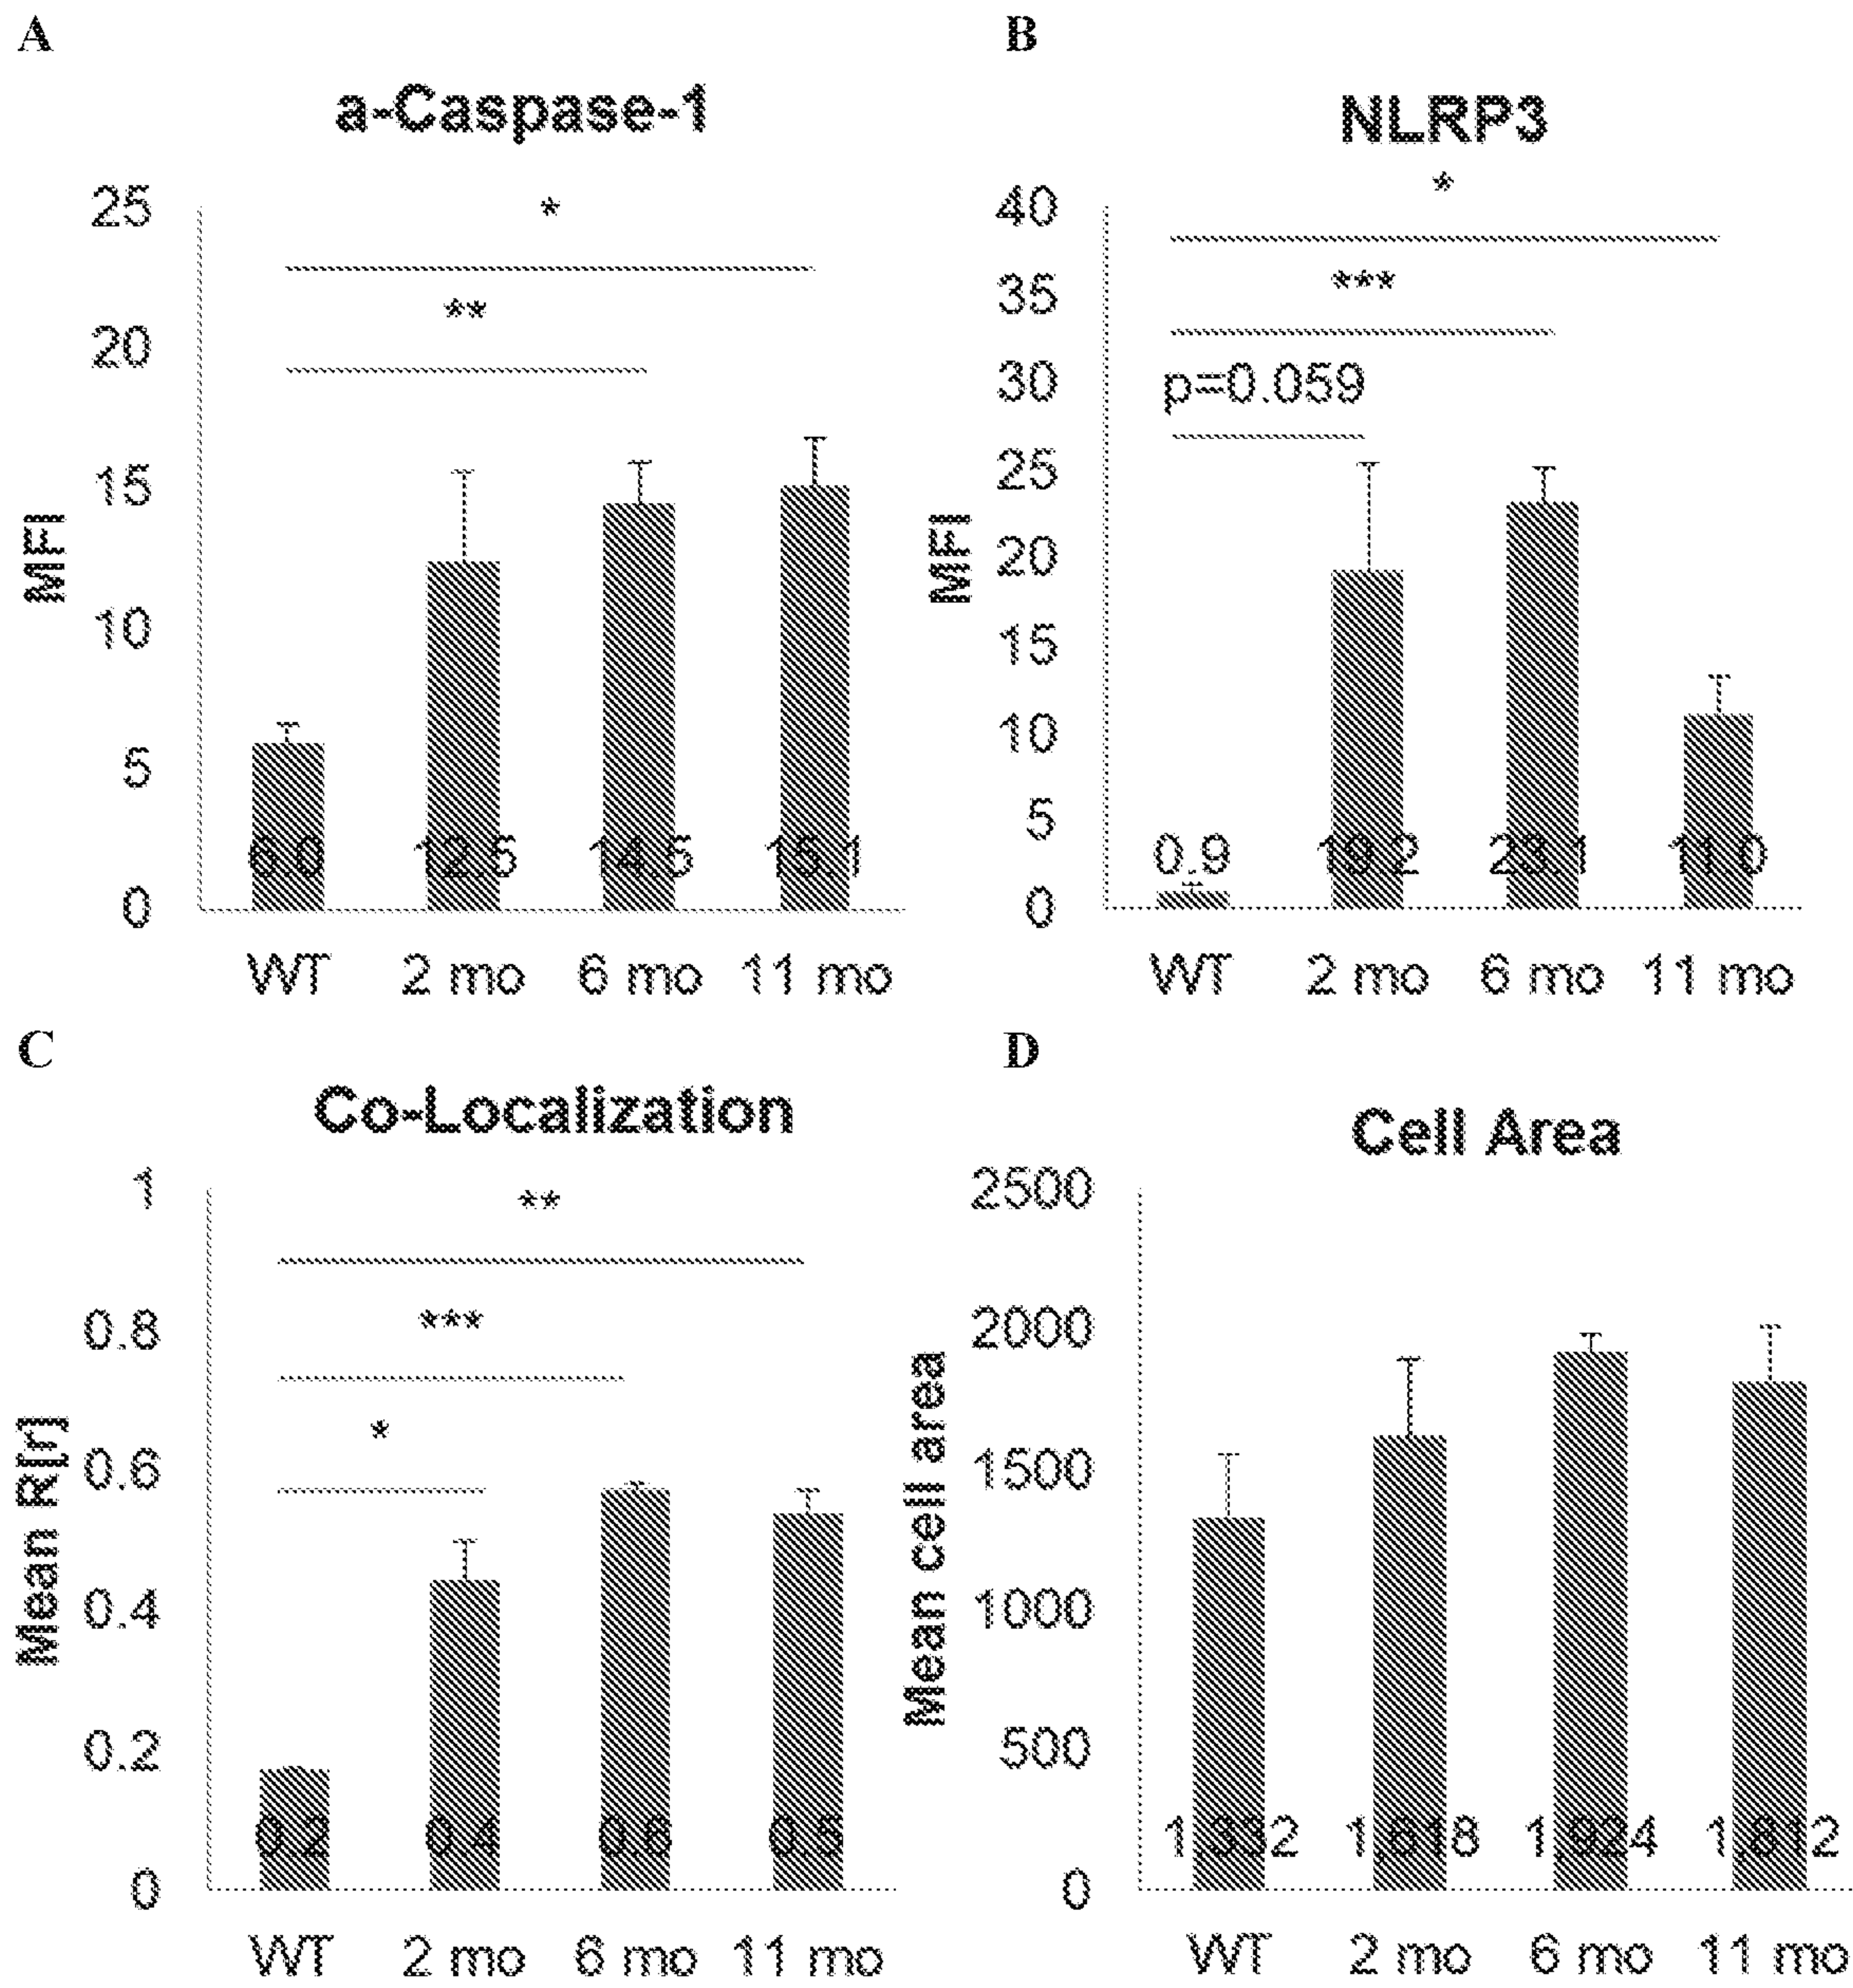 A
a-Caspase-1
*
**
MFI
25
20
15
10
5
0
6.0 12.5 14.5 15.1
WT 2 mo 6 mo 11 mo
B
NLRP3
*
***
p=0.059
MFI
40
35
30
25
20
15
10
5
0
0.9 19.2 23.1 11.0
WT 2 mo 6 mo 11 mo
C
Co-Localization
**
***
*
Mean R[r]
1
0.8
0.6
0.4
0.2
0
0.2 0.4 0.6 0.5
WT 2 mo 6 mo 11 mo
D
Cell Area
Mean cell area
2500
2000
1500
1000
500
0
1,332 1,618 1,924 1,812
WT 2 mo 6 mo 11 mo